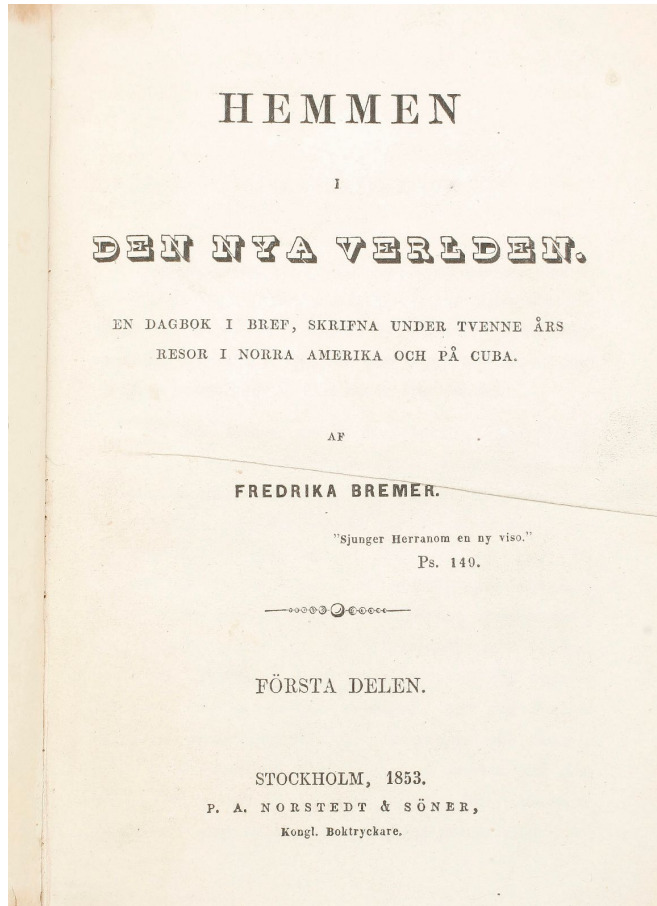 HEMMEN
I
DEN NYA VERLDEN.
EN DAGBOK I BREF, SKRIFNA UNDER TVENNE ÅRS
RESOR I NORRA AMERIKA OCH PÅ CUBA.
AF
FREDRIKA BREMER.
"Sjunger Herranom en ny viso."
Ps. 149.
FÖRSTA DELEN.
STOCKHOLM, 1853.
P. A. NORSTEDT & SÖNER,
Kongl. Boktryckare.